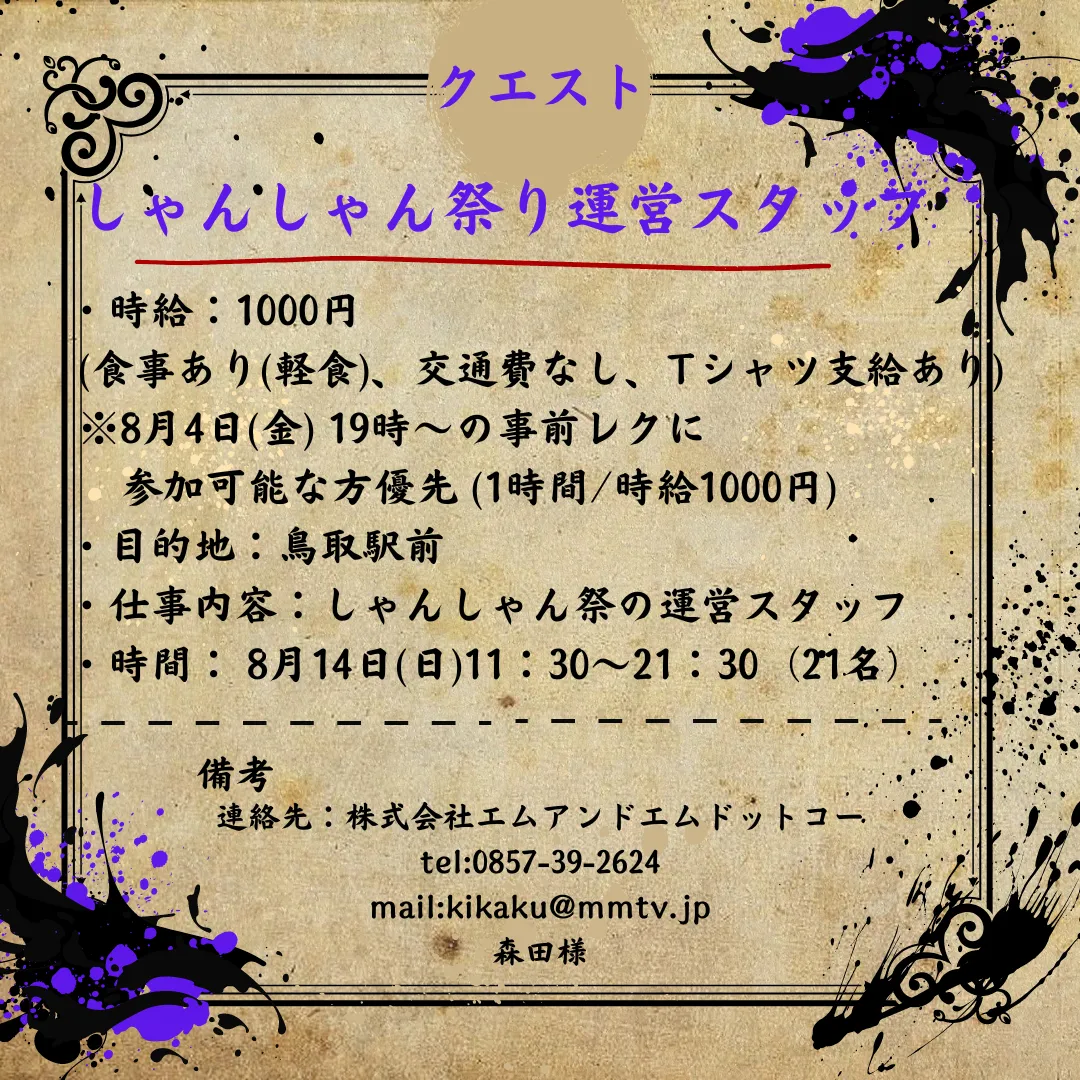 クエスト
しゃんしゃん祭り運営スタッフ
・時給：1000円
(食事あり(軽食)、交通費なし、Tシャツ支給あり)
※8月4日(金) 19時〜の事前レクに
参加可能な方優先 (1時間/時給1000円)
・目的地：鳥取駅前
・仕事内容：しゃんしゃん祭の運営スタッフ
・時間： 8月14日(日)11：30〜21：30（21名）
備考
連絡先：株式会社エムアンドエムドットコー
tel:0857-39-2624
mail:kikaku@mmtv.jp
森田様